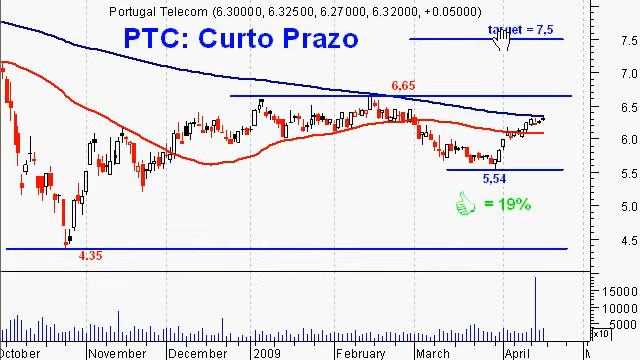 Portugal Telecom (6.30000, 6.32500, 6.27000, 6.32000, +0.05000)
PTC: Curto Prazo
target = 7,5
7.5
7.0
6,65
6.5
6.0
5.5
5,54
= 19%
5.0
4.5
4.35
15000
10000
5000
x10
October November December 2009 February March April M